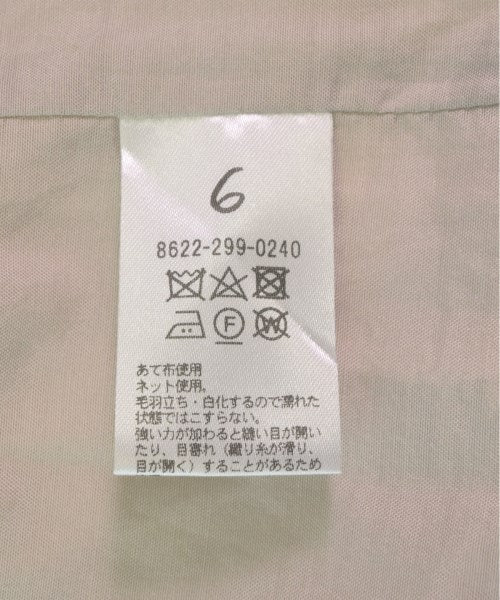 6
8622-299-0240
F
W
あて布使用
ネット使用。
毛羽立ち・白化するので濡れた
状態ではこすらない。
強い力が加わると縫い目が開い
たり、目寄れ（織り糸が滑り、
目が開く）することがあるため